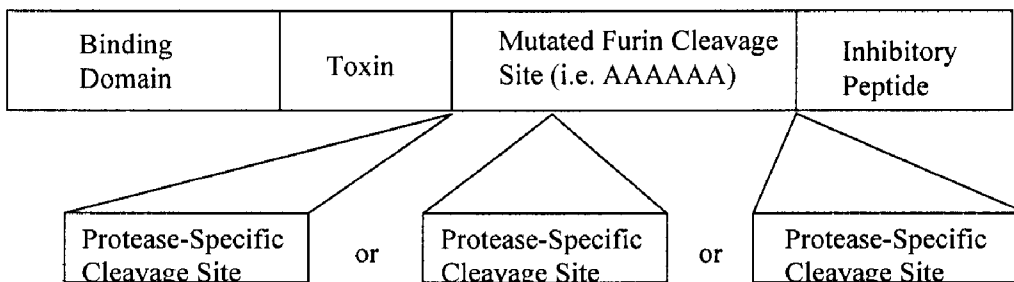 Binding
Domain
Toxin
Mutated Furin Cleavage
Site (i.e. AAAAAA)
Inhibitory
Peptide
Protease-Specific
Cleavage Site
or
Protease-Specific
Cleavage Site
or
Protease-Specific
Cleavage Site